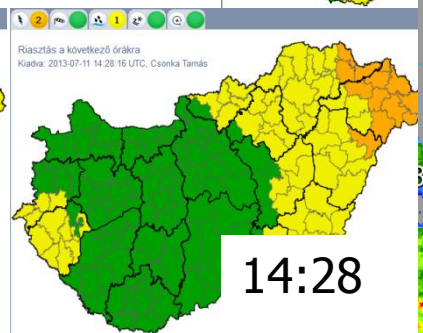 2
1
Riasztás a következő órákra
Kiadva: 2013-07-11 14:28:16 UTC, Csonka Tamás
14:28